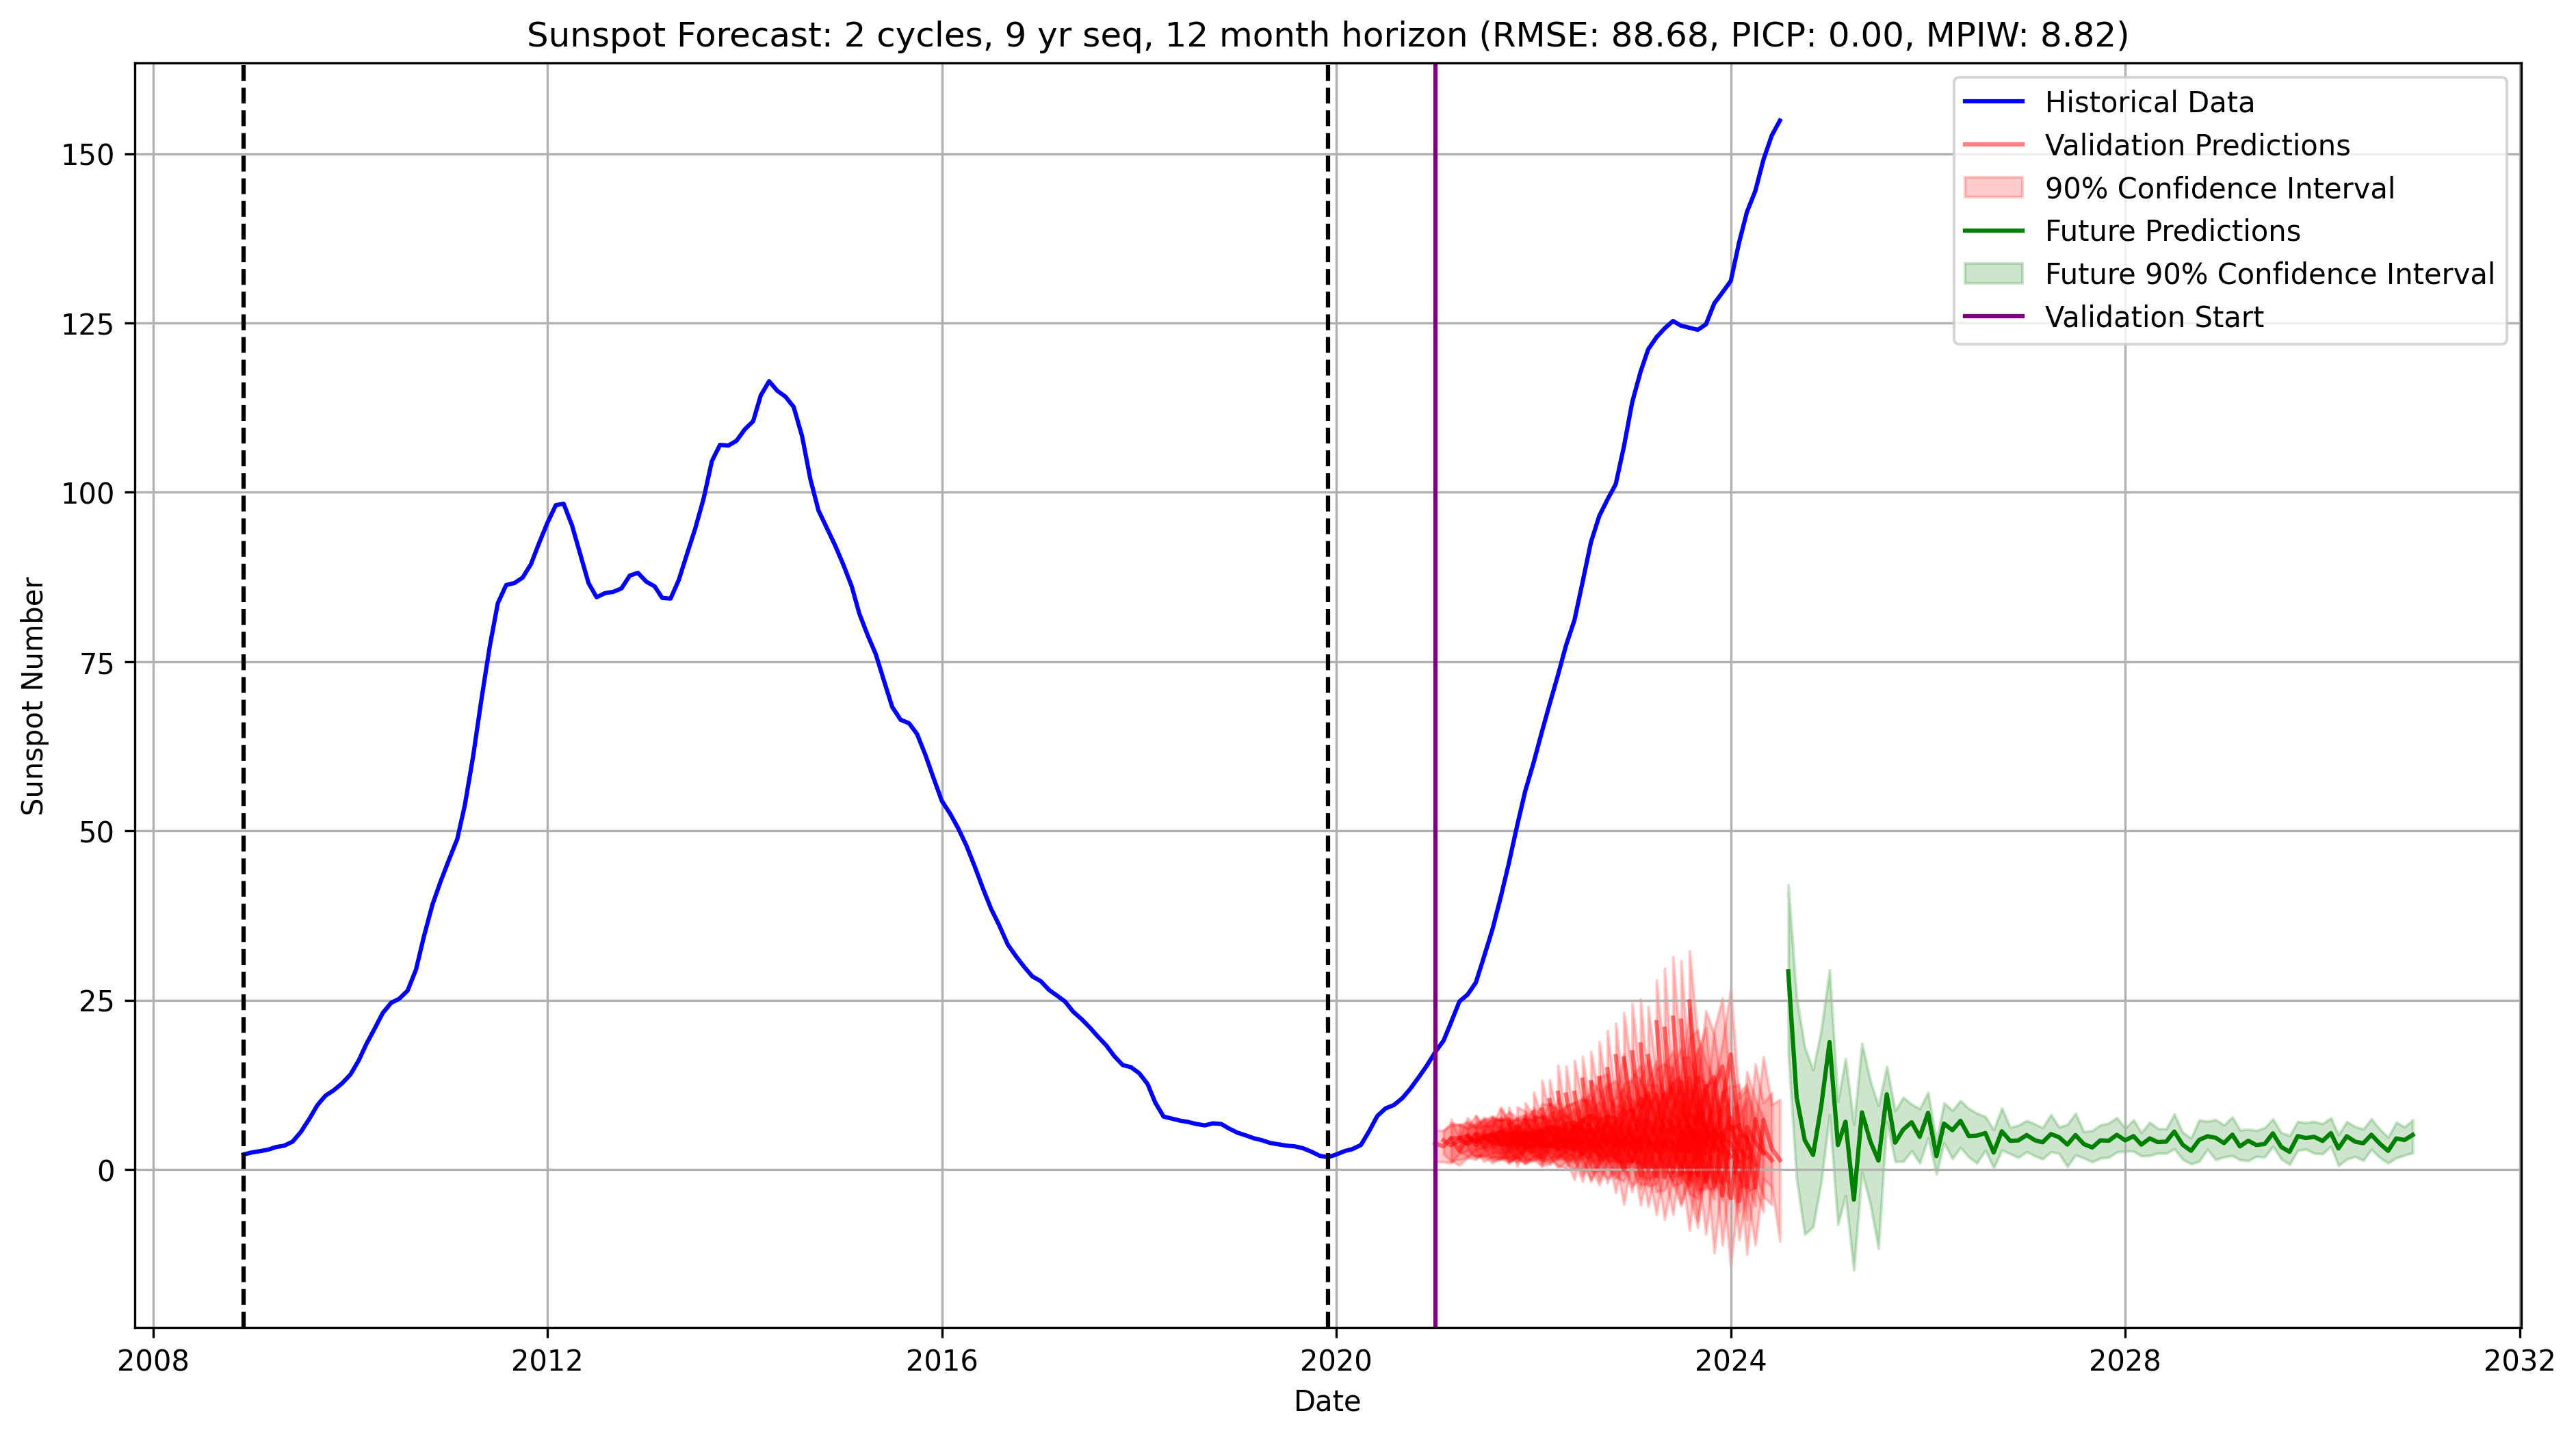 Sunspot Forecast: 2 cycles, 9 yr seq, 12 month horizon (RMSE: 88.68, PICP: 0.00, MPIW: 8.82)
Historical Data
Validation Predictions
90% Confidence Interval
Future Predictions
Future 90% Confidence Interval
Validation Start
150
125
100
75
50
25
0
Sunspot Number
2008 2012 2016 2020 2024 2028 2032
Date